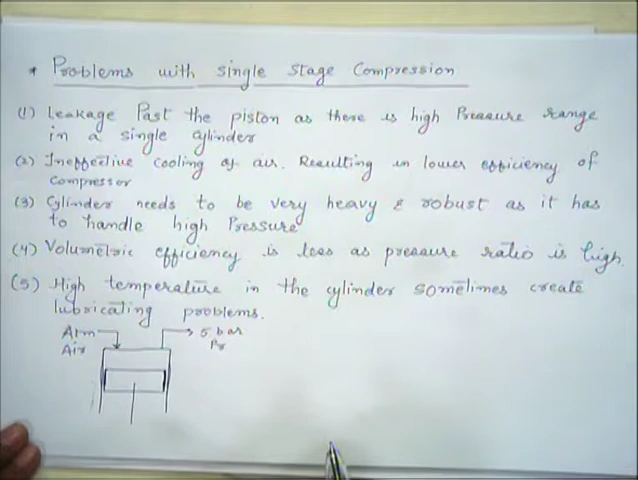 * Problems with single stage Compression
(1) Leakage Past the piston as there is high Pressure range
in a single cylinder
(2) Ineffective cooling of air. Resulting in lower efficiency of
compressor
(3) Cylinder needs to be very heavy & robust as it has
to handle high Pressure
(4) Volumetric efficiency is less as pressure ratio is high.
(5) High temperature in the cylinder sometimes create
lubricating problems.
Atm 5 bar
Air Pr